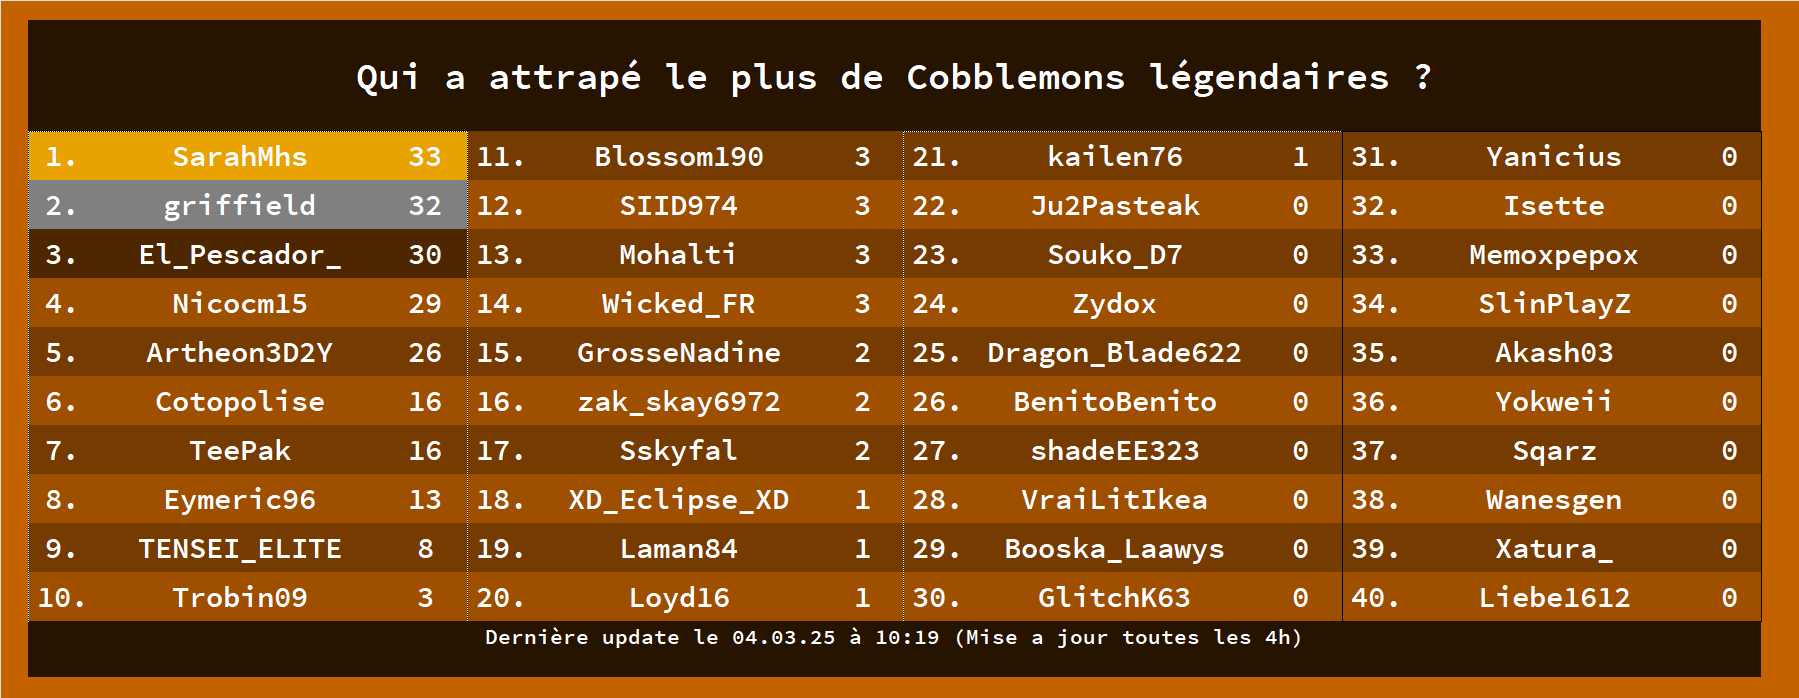 Qui a attrapé le plus de Cobblemons légendaires ?
1. SarahMhs 33
2. griffield 32
3. El_Pescador_ 30
4. Nicocm15 29
5. Artheon3D2Y 26
6. Cotopolise 16
7. TeePak 16
8. Eymeric96 13
9. TENSEI_ELITE 8
10. Trobin09 3
11. Blossom190 3
12. SIID974 3
13. Mohalti 3
14. Wicked_FR 3
15. GrosseNadine 2
16. zak_skay6972 2
17. Sskyfal 2
18. XD_Eclipse_XD 1
19. Laman84 1
20. Loyd16 1
21. kailen76 1
22. Ju2Pasteak 0
23. Souko_D7 0
24. Zydox 0
25. Dragon_Blade622 0
26. BenitoBenito 0
27. shadeEE323 0
28. VraiLitIkea 0
29. Booska_Laawys 0
30. GlitchK63 0
31. Yanicius 0
32. Isette 0
33. Memoxpepox 0
34. SlinPlayZ 0
35. Akash03 0
36. Yokweii 0
37. Sqarz 0
38. Wanesgen 0
39. Xatura_ 0
40. Liebe1612 0
Dernière update le 04.03.25 à 10:19 (Mise a jour toutes les 4h)